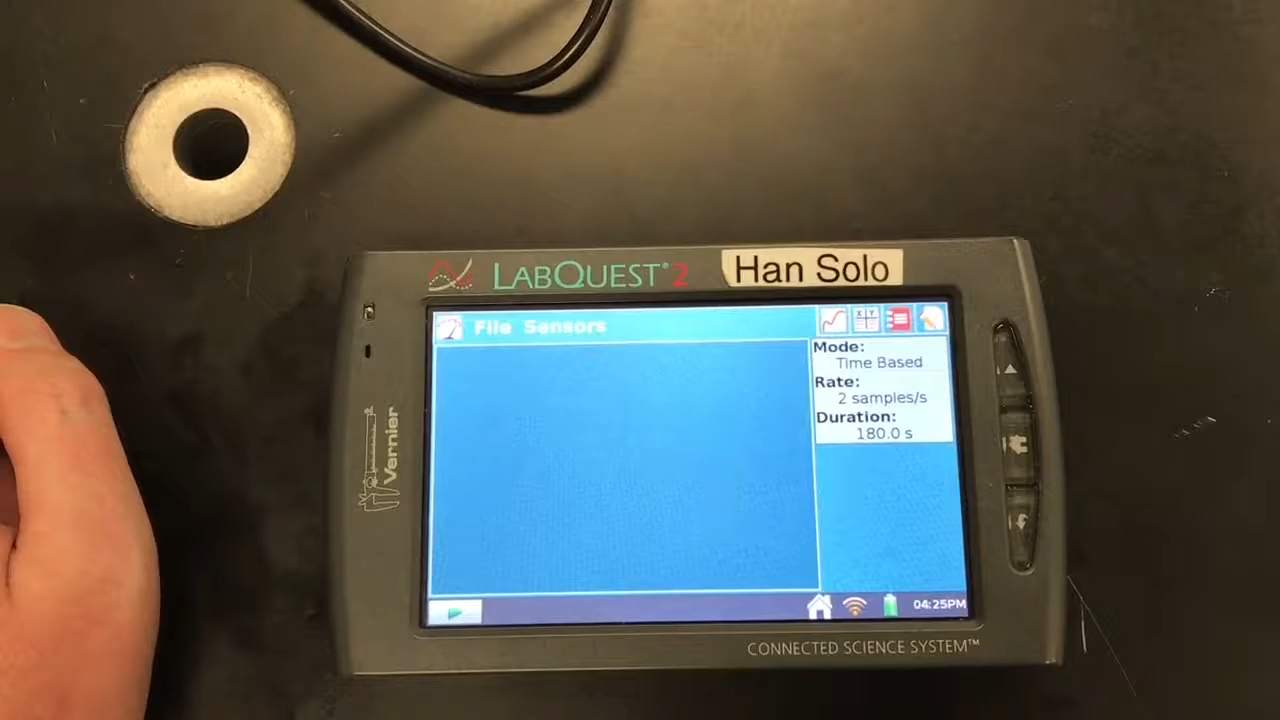 LABQUEST® 2
Han Solo
File Sensors
X Y
Mode:
Time Based
Rate:
2 samples/s
Duration:
180.0 s
Vernier
04:25PM
CONNECTED SCIENCE SYSTEM™